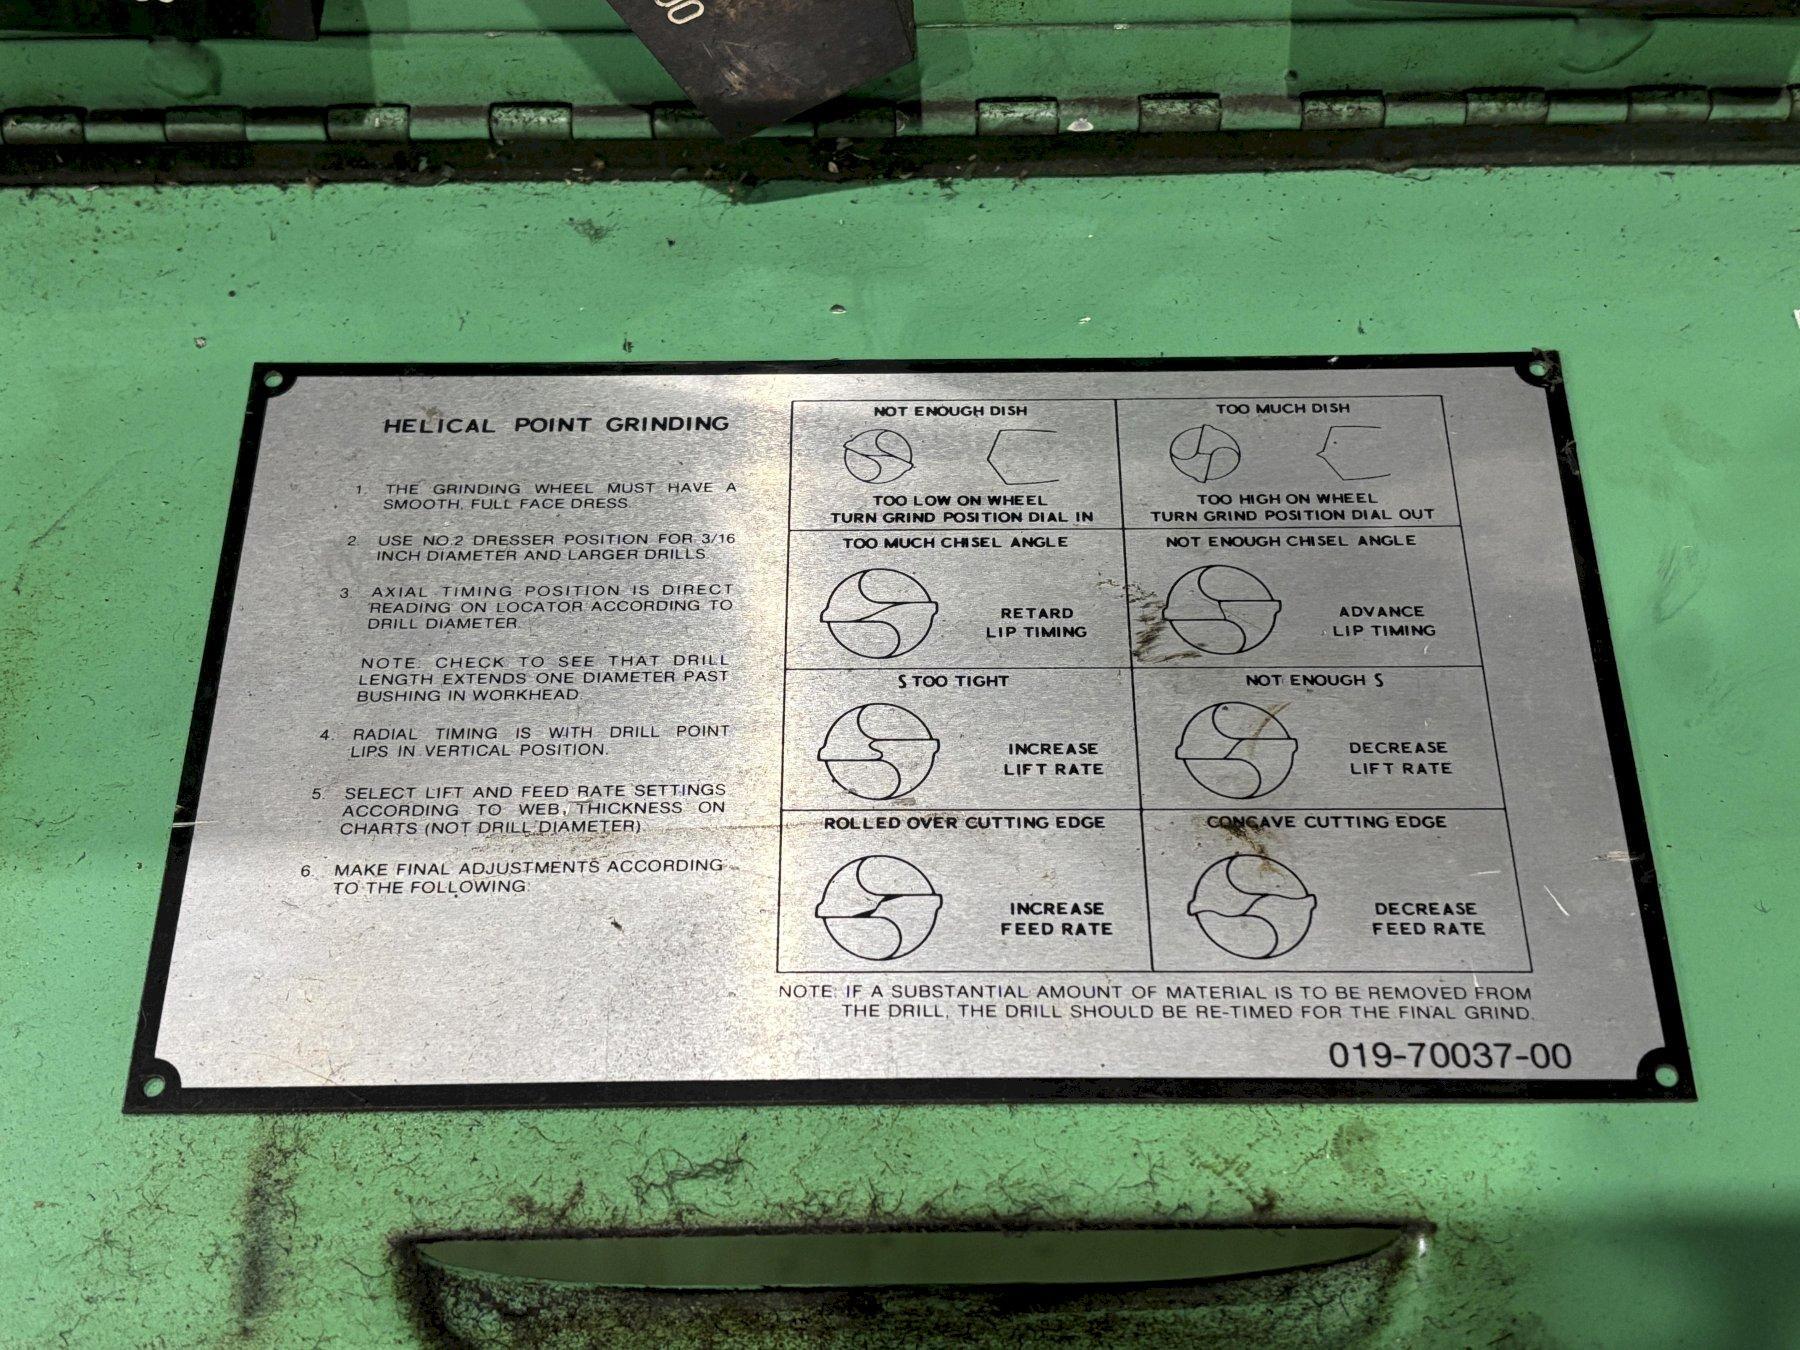 00
HELICAL POINT GRINDING
1. THE GRINDING WHEEL MUST HAVE A
SMOOTH, FULL FACE DRESS.
2. USE NO.2 DRESSER POSITION FOR 3/16
INCH DIAMETER AND LARGER DRILLS.
3. AXIAL TIMING POSITION IS DIRECT
READING ON LOCATOR ACCORDING TO
DRILL DIAMETER.
NOTE: CHECK TO SEE THAT DRILL
LENGTH EXTENDS ONE DIAMETER PAST
BUSHING IN WORKHEAD.
4. RADIAL TIMING IS WITH DRILL POINT
LIPS IN VERTICAL POSITION.
5. SELECT LIFT AND FEED RATE SETTINGS
ACCORDING TO WEB THICKNESS ON
CHARTS (NOT DRILL DIAMETER).
6. MAKE FINAL ADJUSTMENTS ACCORDING
TO THE FOLLOWING:
NOT ENOUGH DISH
TOO LOW ON WHEEL
TURN GRIND POSITION DIAL IN
TOO MUCH DISH
TOO HIGH ON WHEEL
TURN GRIND POSITION DIAL OUT
TOO MUCH CHISEL ANGLE
RETARD
LIP TIMING
NOT ENOUGH CHISEL ANGLE
ADVANCE
LIP TIMING
S TOO TIGHT
INCREASE
LIFT RATE
NOT ENOUGH S
DECREASE
LIFT RATE
ROLLED OVER CUTTING EDGE
INCREASE
FEED RATE
CONCAVE CUTTING EDGE
DECREASE
FEED RATE
NOTE: IF A SUBSTANTIAL AMOUNT OF MATERIAL IS TO BE REMOVED FROM
THE DRILL, THE DRILL SHOULD BE RE-TIMED FOR THE FINAL GRIND.
019-70037-00